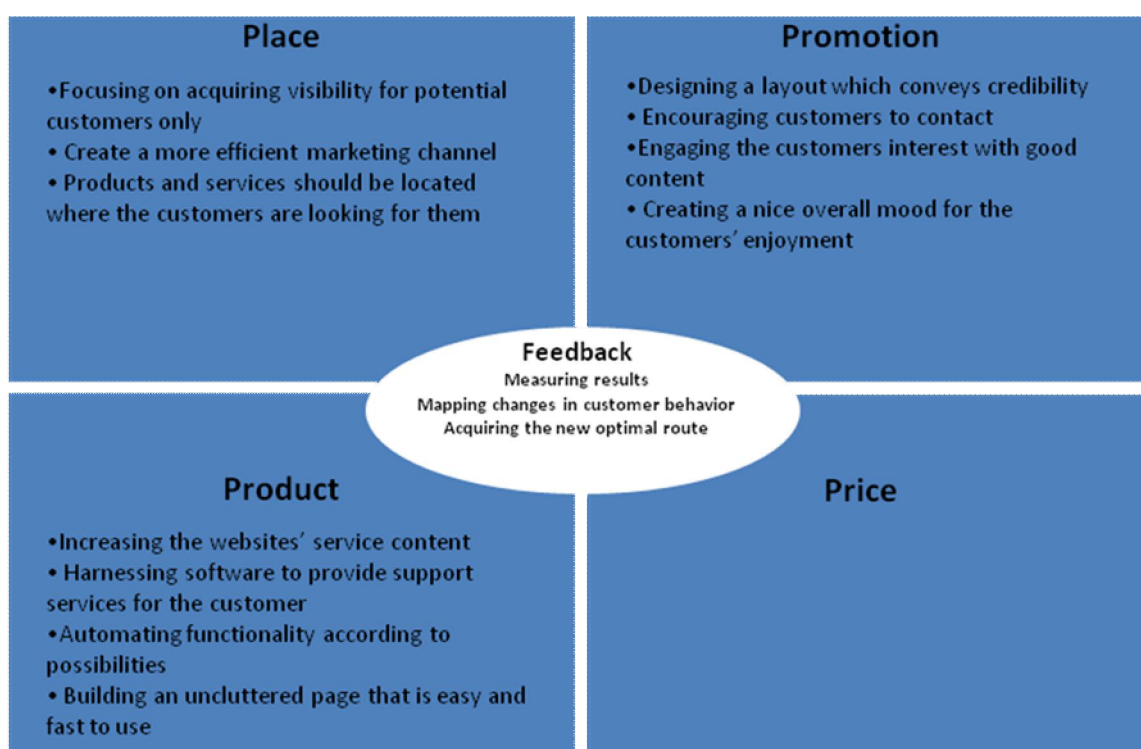 Place
•Focusing on acquiring visibility for potential
customers only
• Create a more efficient marketing channel
• Products and services should be located
where the customers are looking for them
Promotion
•Designing a layout which conveys credibility
• Encouraging customers to contact
•Engaging the customers interest with good
content
• Creating a nice overall mood for the
customers’ enjoyment
Feedback
Measuring results
Mapping changes in customer behavior
Acquiring the new optimal route
Product
•Increasing the websites’ service content
• Harnessing software to provide support
services for the customer
•Automating functionality according to
possibilities
• Building an uncluttered page that is easy and
fast to use
Price